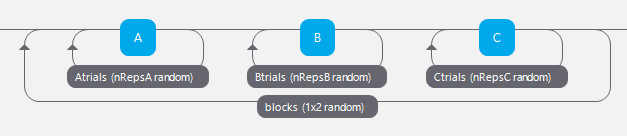 A
B
C
Atrials (nRepsA random)
Btrials (nRepsB random)
Ctrials (nRepsC random)
blocks (1x2 random)